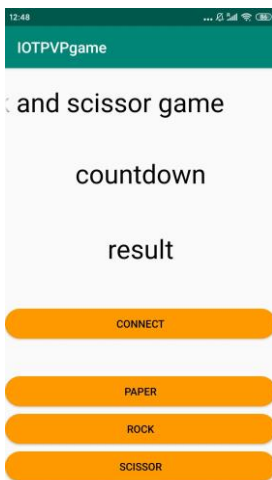 12:48
IOTPVPgame
and scissor game
countdown
result
CONNECT
PAPER
ROCK
SCISSOR